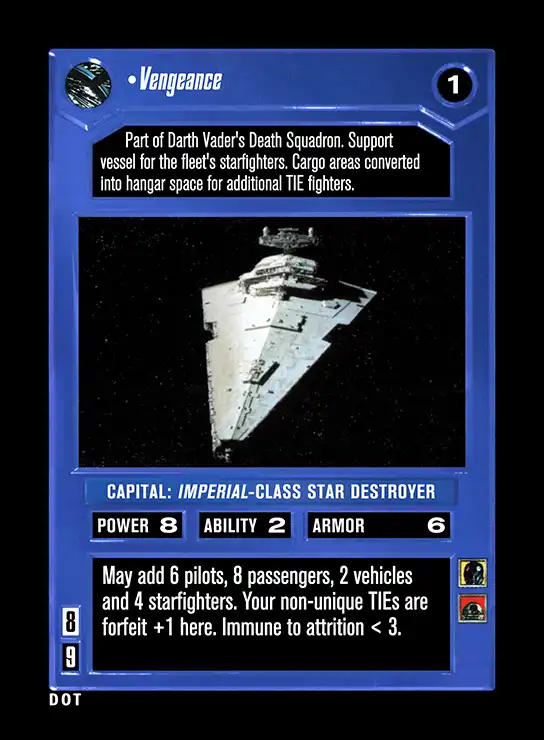 •Vengeance
1
Part of Darth Vader's Death Squadron. Support
vessel for the fleet's starfighters. Cargo areas converted
into hangar space for additional TIE fighters.
CAPITAL: IMPERIAL-CLASS STAR DESTROYER
POWER 8 ABILITY 2 ARMOR 6
May add 6 pilots, 8 passengers, 2 vehicles
and 4 starfighters. Your non-unique TIEs are
forfeit +1 here. Immune to attrition < 3.
8
9
DOT